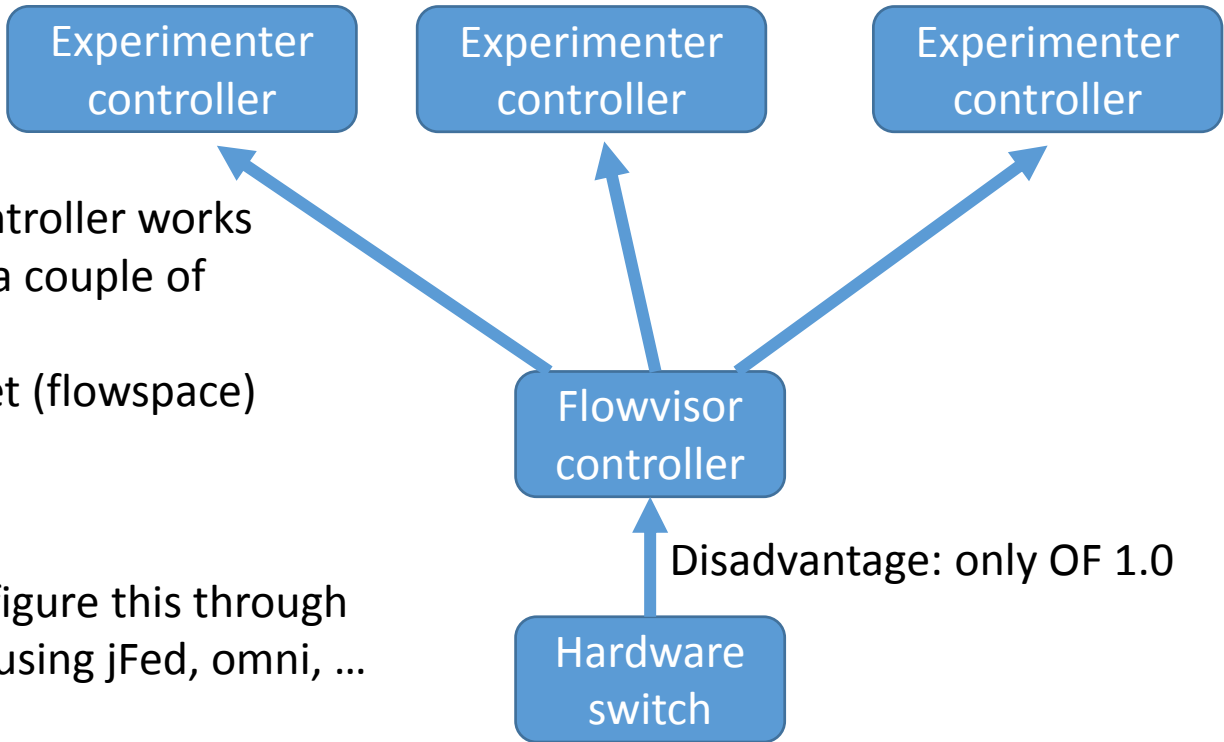 Experimenter
controller
Experimenter
controller
Experimenter
controller
ntroller works
a couple of
et (flowspace)
Flowvisor
controller
Disadvantage: only OF 1.0
figure this through
using jFed, omni, ...
Hardware
switch